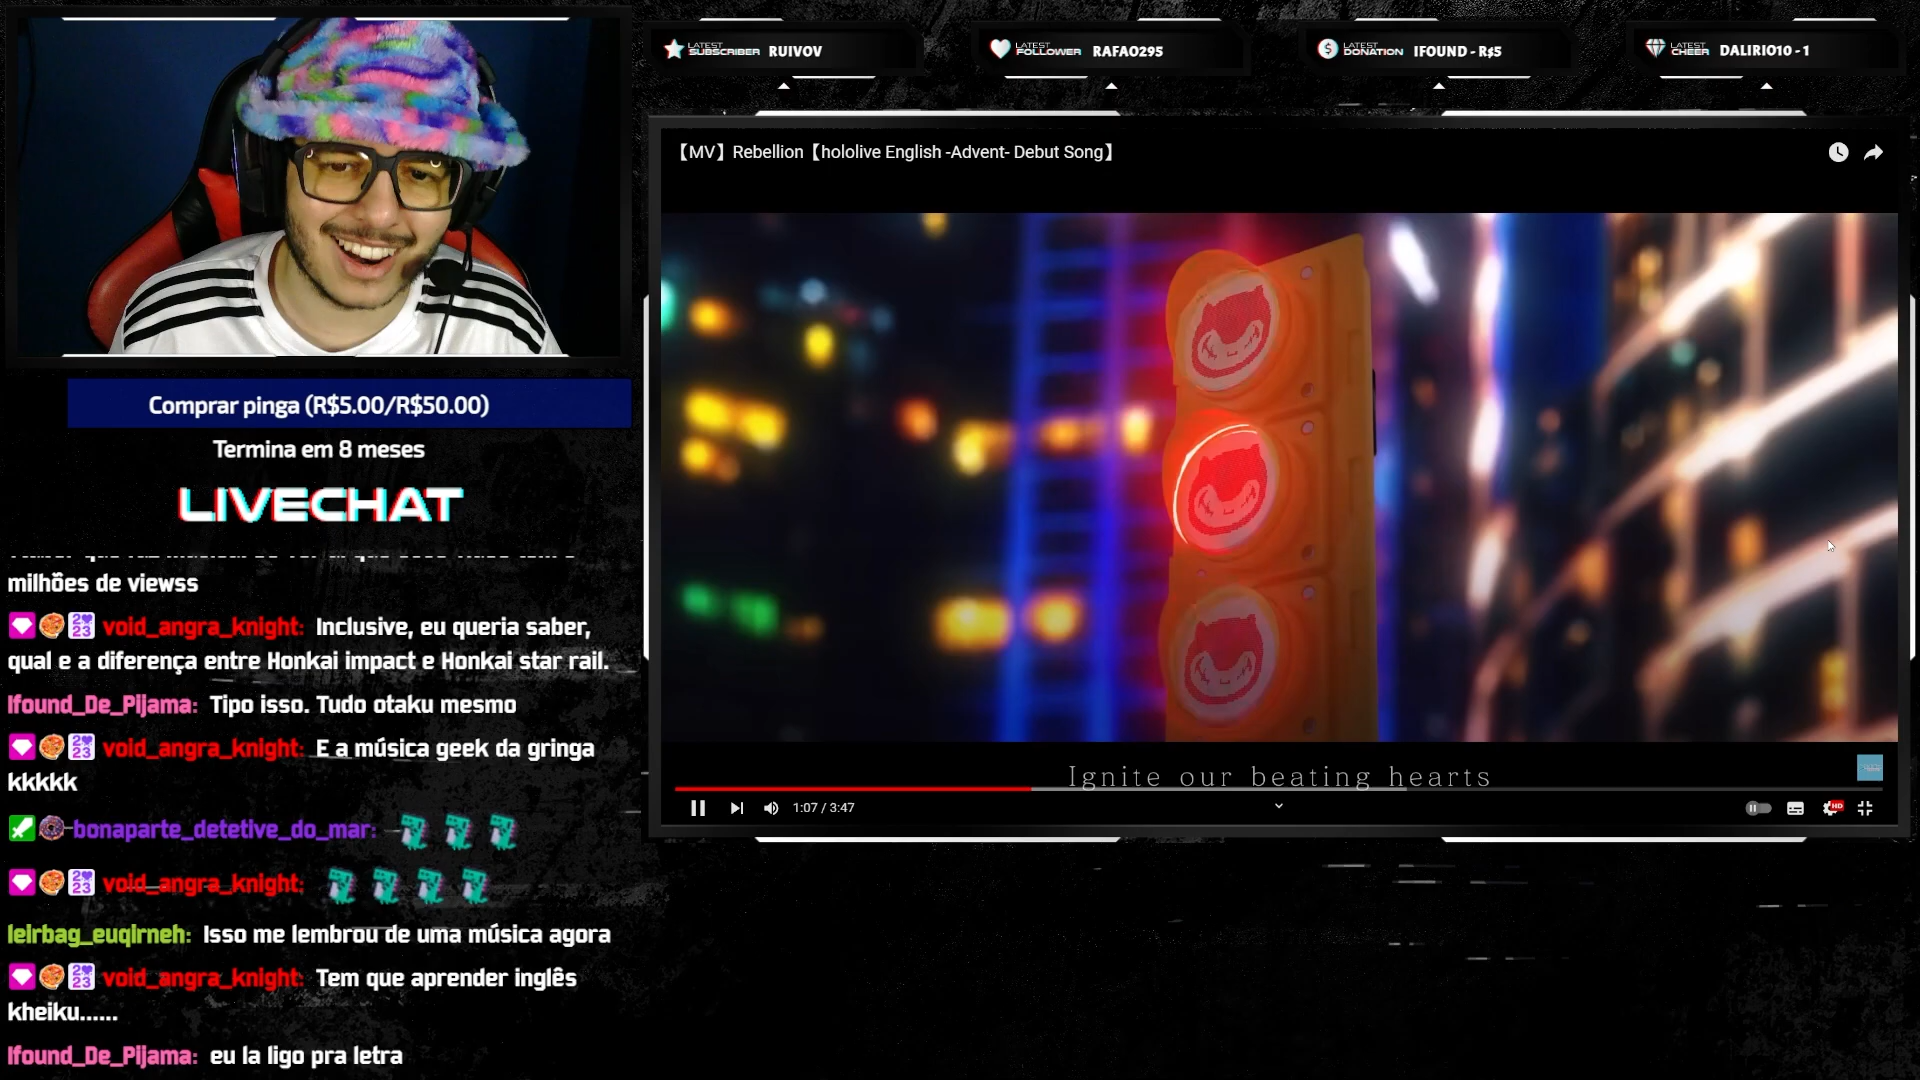 LATEST SUBSCRIBER RUIVOV
LATEST FOLLOWER RAFAO295
LATEST DONATION IFOUND - R$5
LATEST CHEER DALIRIO10 - 1
【MV】Rebellion【hololive English -Advent- Debut Song】
Ignite our beating hearts
1:07 / 3:47
HD
Comprar pinga (R$5.00/R$50.00)
Termina em 8 meses
LIVECHAT
milhões de viewss
void_angra_knight: Inclusive, eu queria saber,
qual e a diferença entre Honkai impact e Honkai star rail.
Ifound_De_Pijama: Tipo isso. Tudo otaku mesmo
void_angra_knight: E a música geek da gringa
kkkkk
bonaparte_detetive_do_mar:
void_angra_knight:
leirbag_euqirneh: Isso me lembrou de uma música agora
void_angra_knight: Tem que aprender inglês
kheiku......
Ifound_De_Pijama: eu la ligo pra letra